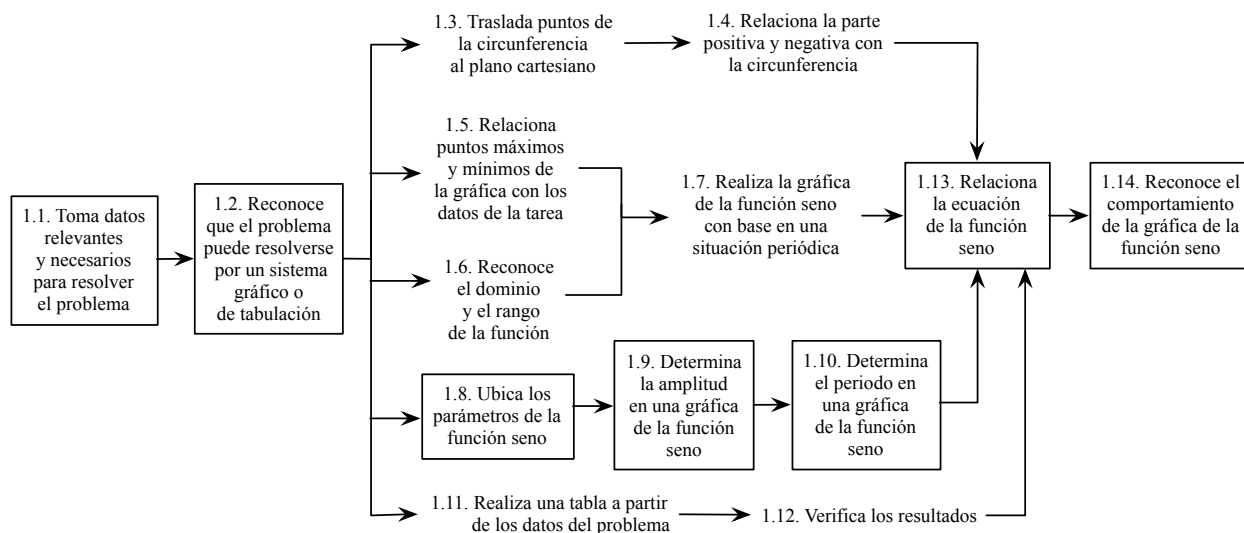 1.1. Toma datos
relevantes
y necesarios
para resolver
el problema
1.2. Reconoce
que el problema
puede resolverse
por un sistema
gráfico o
de tabulación
1.3. Traslada puntos de
la circunferencia
al plano cartesiano
1.4. Relaciona la parte
positiva y negativa con
la circunferencia
1.5. Relaciona
puntos máximos
y mínimos de
la gráfica con los
datos de la tarea
1.6. Reconoce
el dominio
y el rango
de la función
1.7. Realiza la gráfica
de la función seno
con base en una
situación periódica
1.8. Ubica los
parámetros de la
función seno
1.9. Determina
la amplitud
en una gráfica
de la función
seno
1.10. Determina
el periodo en
una gráfica
de la función
seno
1.11. Realiza una tabla a partir
de los datos del problema
1.12. Verifica los resultados
1.13. Relaciona
la ecuación
de la función
seno
1.14. Reconoce el
comportamiento
de la gráfica de la
función seno